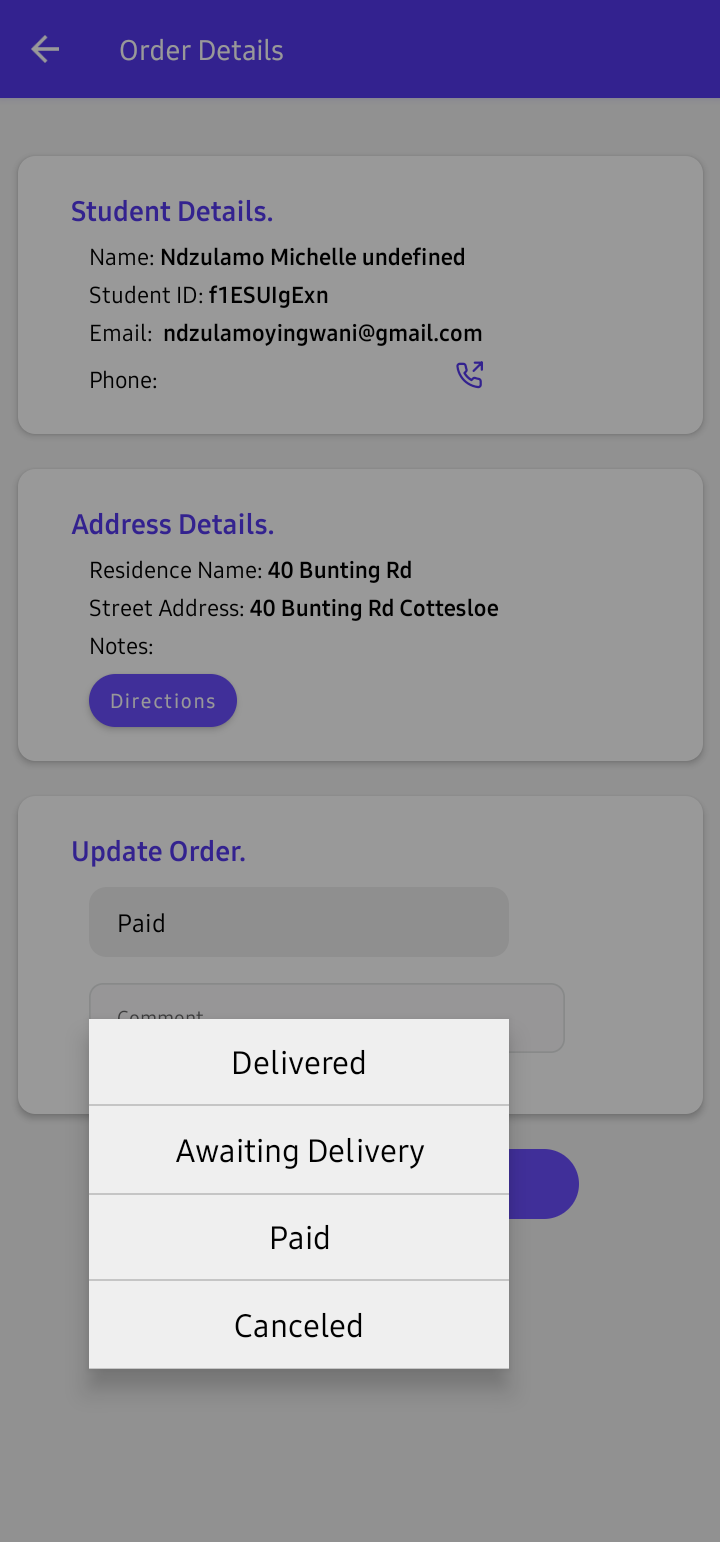 Order Details
Student Details.
Name: Ndzulamo Michelle undefined
Student ID: f1ESUIgExn
Email: ndzulamoyingwani@gmail.com
Phone:
Address Details.
Residence Name: 40 Bunting Rd
Street Address: 40 Bunting Rd Cottesloe
Notes:
Directions
Update Order.
Paid
Comment
Delivered
Awaiting Delivery
Paid
Canceled